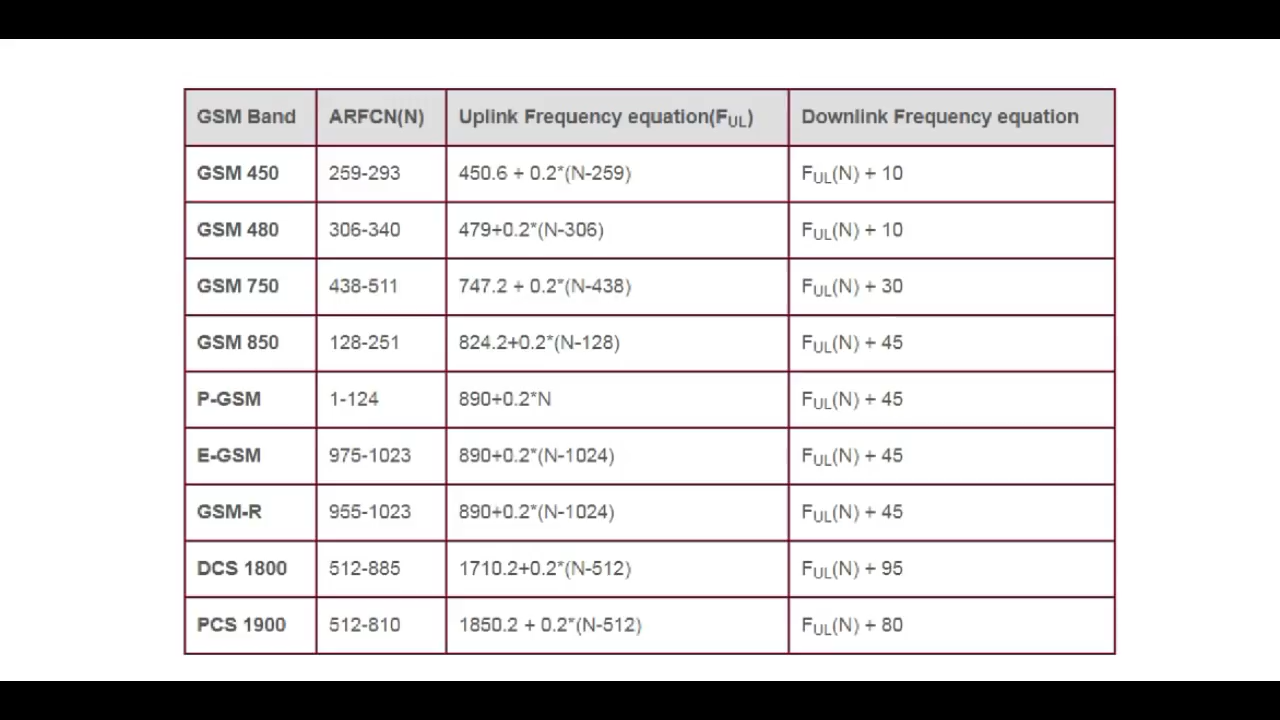 GSM Band ARFCN(N) Uplink Frequency equation(FUL) Downlink Frequency equation
GSM 450 259-293 450.6 + 0.2*(N-259) FUL(N) + 10
GSM 480 306-340 479+0.2*(N-306) FUL(N) + 10
GSM 750 438-511 747.2 + 0.2*(N-438) FUL(N) + 30
GSM 850 128-251 824.2+0.2*(N-128) FUL(N) + 45
P-GSM 1-124 890+0.2*N FUL(N) + 45
E-GSM 975-1023 890+0.2*(N-1024) FUL(N) + 45
GSM-R 955-1023 890+0.2*(N-1024) FUL(N) + 45
DCS 1800 512-885 1710.2+0.2*(N-512) FUL(N) + 95
PCS 1900 512-810 1850.2 + 0.2*(N-512) FUL(N) + 80